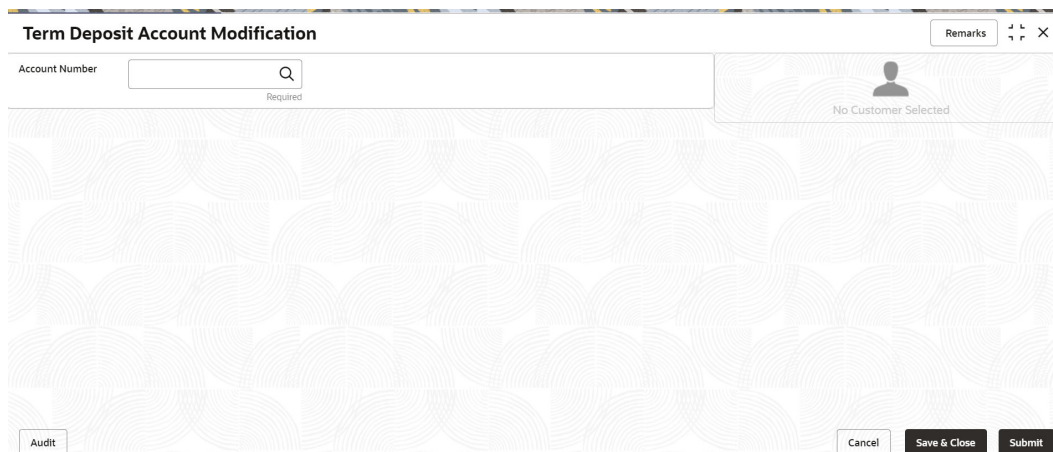 Term Deposit Account Modification
Remarks
Account Number
Required
No Customer Selected
Audit
Cancel
Save & Close
Submit